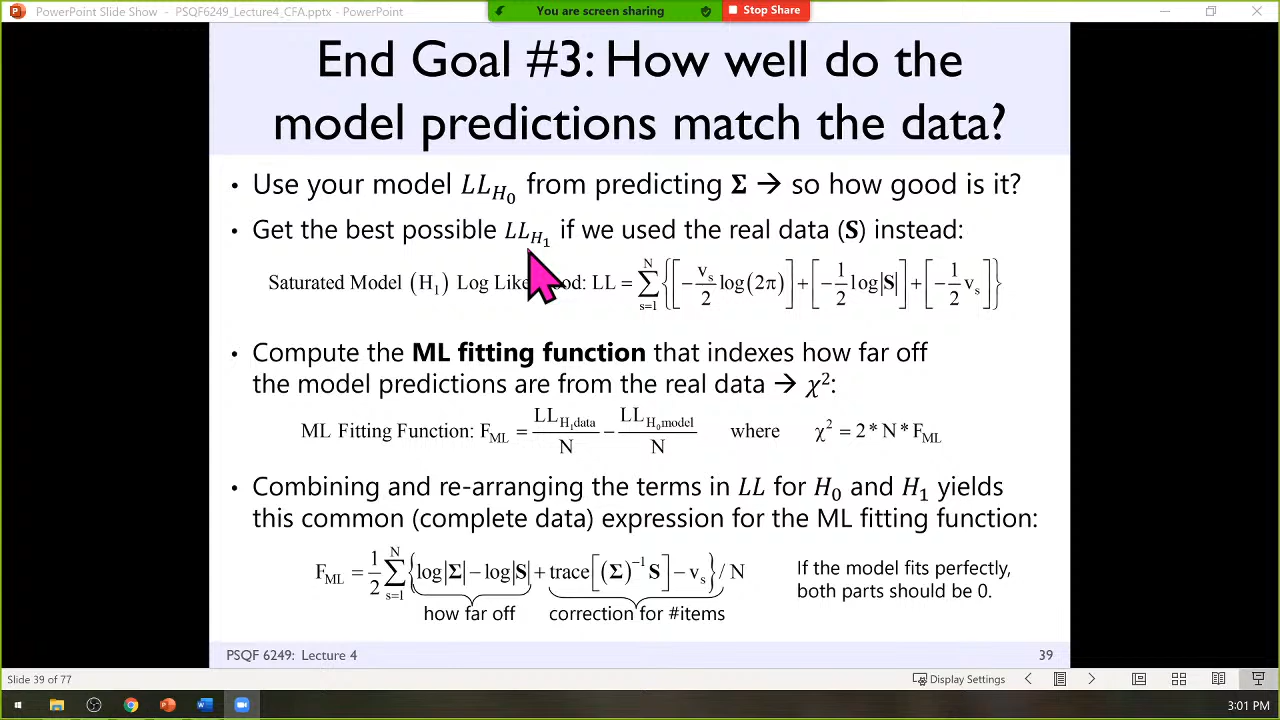 PowerPoint Slide Show - PSQF6249_Lecture4_CFA.pptx - PowerPoint
You are screen sharing
Stop Share
End Goal #3: How well do the
model predictions match the data?
• Use your model LL_H₀ from predicting Σ → so how good is it?
• Get the best possible LL_H₁ if we used the real data (S) instead:
Saturated Model (H₁) Log Like ood: LL = ∑_{s=1}^{N} {[-v_s/2 log(2π)] + [-1/2 log|S|] + [-1/2 v_s]}
• Compute the ML fitting function that indexes how far off
the model predictions are from the real data → χ²:
ML Fitting Function: F_ML = LL_H₁data/N − LL_H₀model/N where χ² = 2*N*F_ML
• Combining and re-arranging the terms in LL for H₀ and H₁ yields
this common (complete data) expression for the ML fitting function:
F_ML = 1/2 ∑_{s=1}^{N} {log|Σ| − log|S| + trace[(Σ)⁻¹ S] − v_s} / N
how far off correction for #items
If the model fits perfectly,
both parts should be 0.
PSQF 6249: Lecture 4 39
Slide 39 of 77 Display Settings
3:01 PM